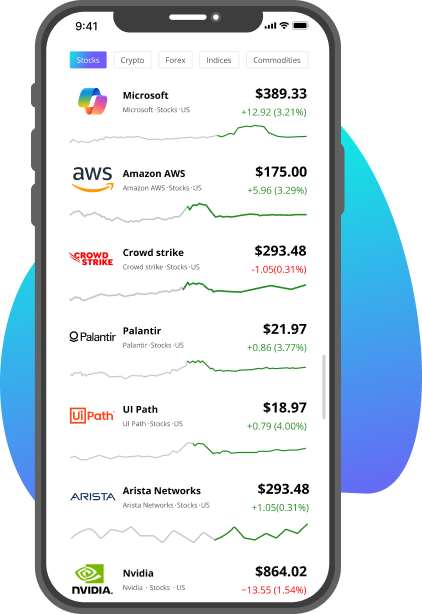 9:41
Stocks Crypto Forex Indices Commodities
Microsoft $389.33
Microsoft·Stocks·US +12.92 (3.21%)
aws Amazon AWS $175.00
Amazon AWS·Stocks·US +5.96 (3.29%)
CROWD STRIKE Crowd strike $293.48
Crowd strike·Stocks·US -1.05(0.31%)
Palantir Palantir $21.97
Palantir·Stocks·US +0.86 (3.77%)
UiPath UI Path $18.97
UI Path·Stocks·US +0.79 (4.00%)
ARISTA Arista Networks $293.48
Arista Networks·Stocks·US +1.05(0.31%)
Nvidia $864.02
NVIDIA. Nvidia · Stocks · US −13.55 (1.54%)